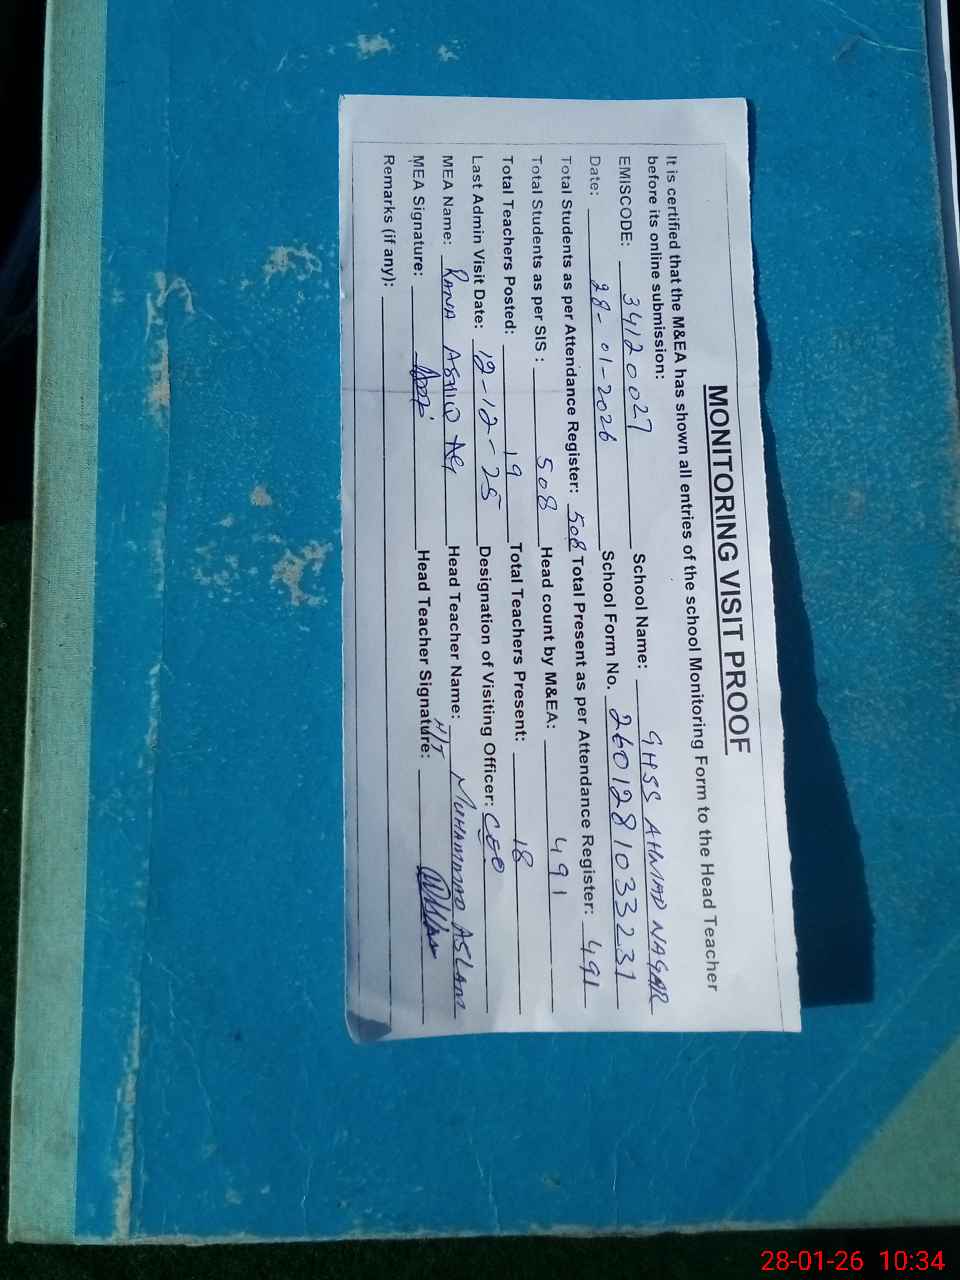 MONITORING VISIT PROOF
It is certified that the M&EA has shown all entries of the school Monitoring Form to the Head Teacher
before its online submission:
EMISCODE: 34120027 School Name: GHSS AHMAD NAGAR
Date: 28-01-2026 School Form No. 2601281033231
Total Students as per Attendance Register: 508 Total Present as per Attendance Register: 491
Total Students as per SIS : 508 Head count by M&EA: 491
Total Teachers Posted: 19 Total Teachers Present: 18
Last Admin Visit Date: 12-12-25 Designation of Visiting Officer: CEO
MEA Name: RANA Head Teacher Name: MUHAMMAD ASLAM
MEA Signature: Head Teacher Signature:
Remarks (if any):
28-01-26 10:34